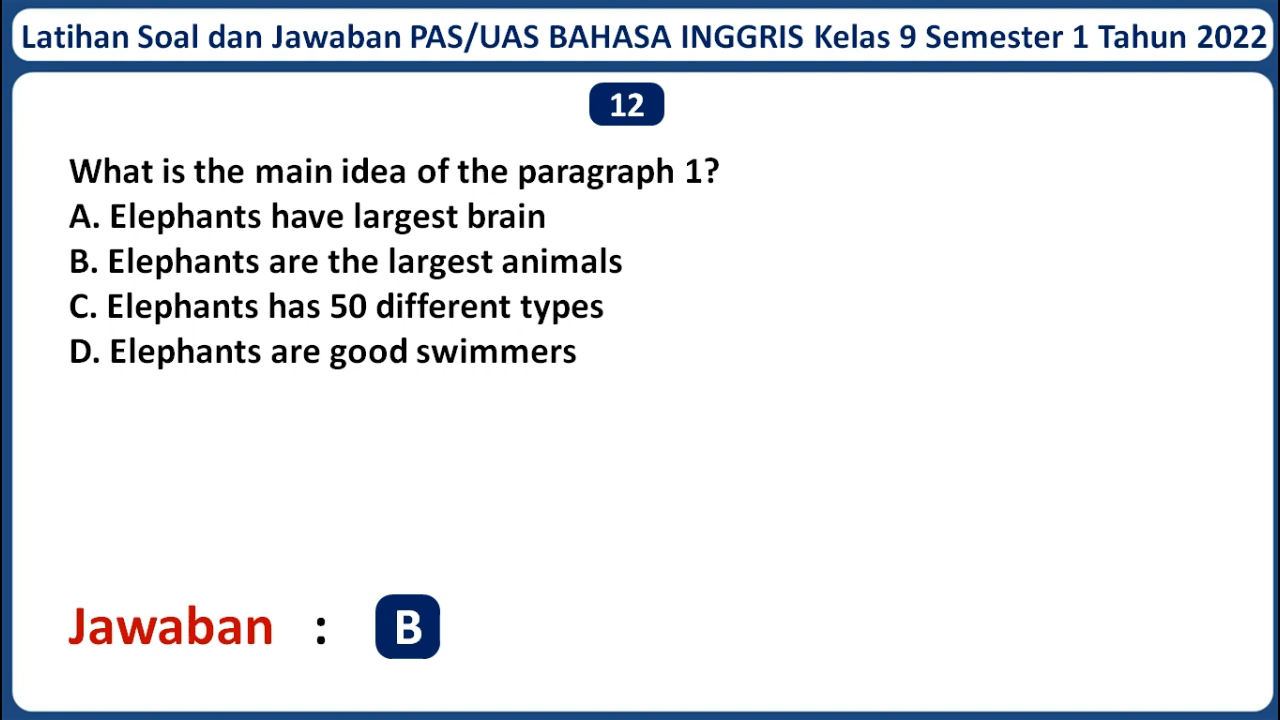 Latihan Soal dan Jawaban PAS/UAS BAHASA INGGRIS Kelas 9 Semester 1 Tahun 2022
12
What is the main idea of the paragraph 1?
A. Elephants have largest brain
B. Elephants are the largest animals
C. Elephants has 50 different types
D. Elephants are good swimmers
Jawaban : B